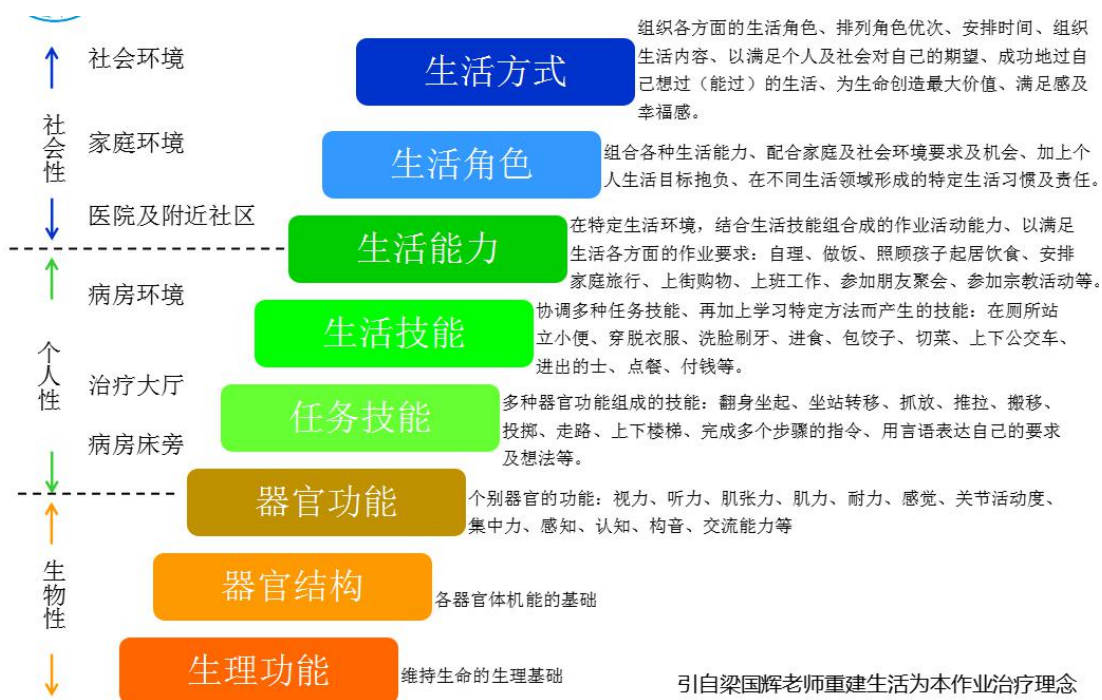 社会环境
生活方式
组织各方面的生活角色、排列角色优次、安排时间、组织
生活内容、以满足个人及社会对自己的期望、成功地过自
己想过（能过）的生活、为生命创造最大价值、满足感及
幸福感。
社会性
家庭环境
生活角色
组合各种生活能力、配合家庭及社会环境要求及机会、加上个
人生活目标抱负、在不同生活领域形成的特定生活习惯及责任。
医院及附近社区
生活能力
在特定生活环境，结合生活技能组合成的作业活动能力、以满足
生活各方面的作业要求：自理、做饭、照顾孩子起居饮食、安排
家庭旅行、上街购物、上班工作、参加朋友聚会、参加宗教活动等。
病房环境
生活技能
协调多种任务技能、再加上学习特定方法而产生的技能：在厕所站
立小便、穿脱衣服、洗脸刷牙、进食、包饺子、切菜、上下公交车、
进出的士、点餐、付钱等。
个人性
治疗大厅
任务技能
多种器官功能组成的技能：翻身坐起、坐站转移、抓放、推拉、搬移、
投掷、走路、上下楼梯、完成多个步骤的指令、用言语表达自己的要求
及想法等。
病房床旁
器官功能
个别器官的功能：视力、听力、肌张力、肌力、耐力、感觉、关节活动度、
集中力、感知、认知、构音、交流能力等
生物性
器官结构
各器官体机能的基础
生理功能
维持生命的生理基础
引自梁国辉老师重建生活为本作业治疗理念